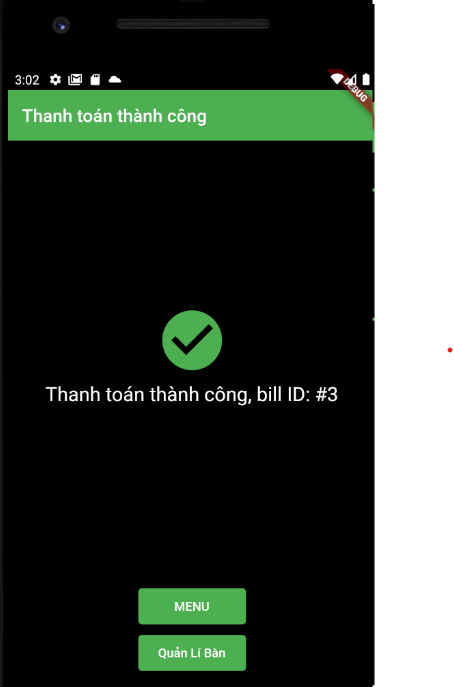 3:02
DEBUG
Thanh toán thành công
Thanh toán thành công, bill ID: #3
MENU
Quản Lí Bàn